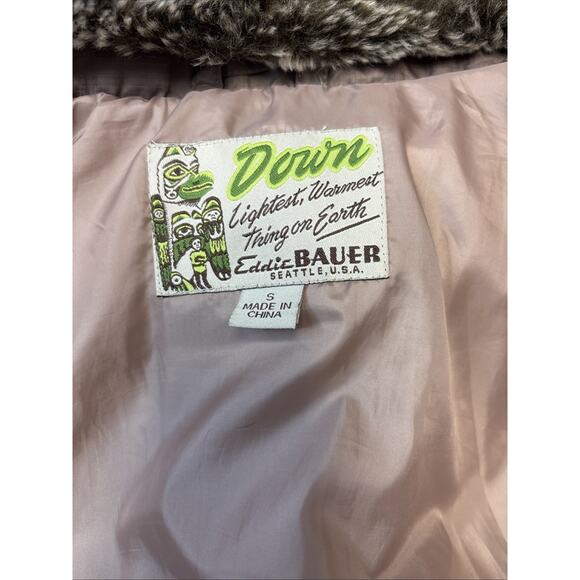 Down
Lightest, Warmest
Thing on Earth
Eddie BAUER
SEATTLE, U.S.A.
S
MADE IN
CHINA